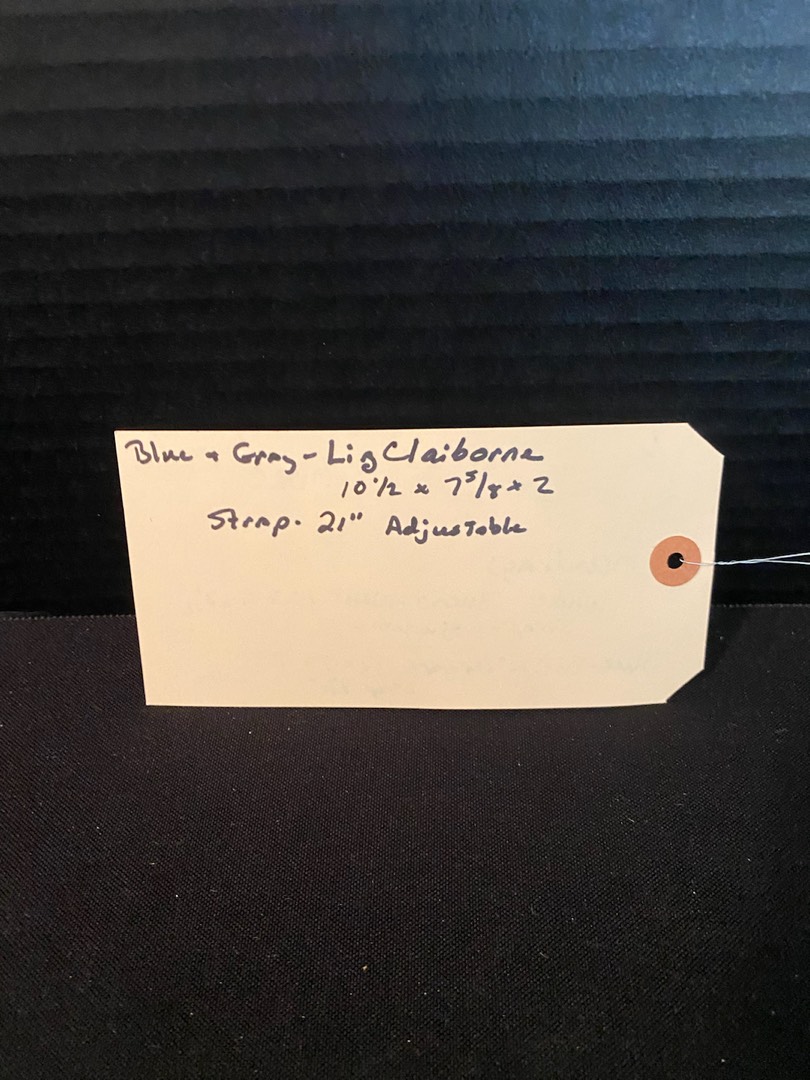 Blue + Gray - Liz Claiborne
10 1/2 x 7 5/8 x 2
Strap. 21" Adjustable